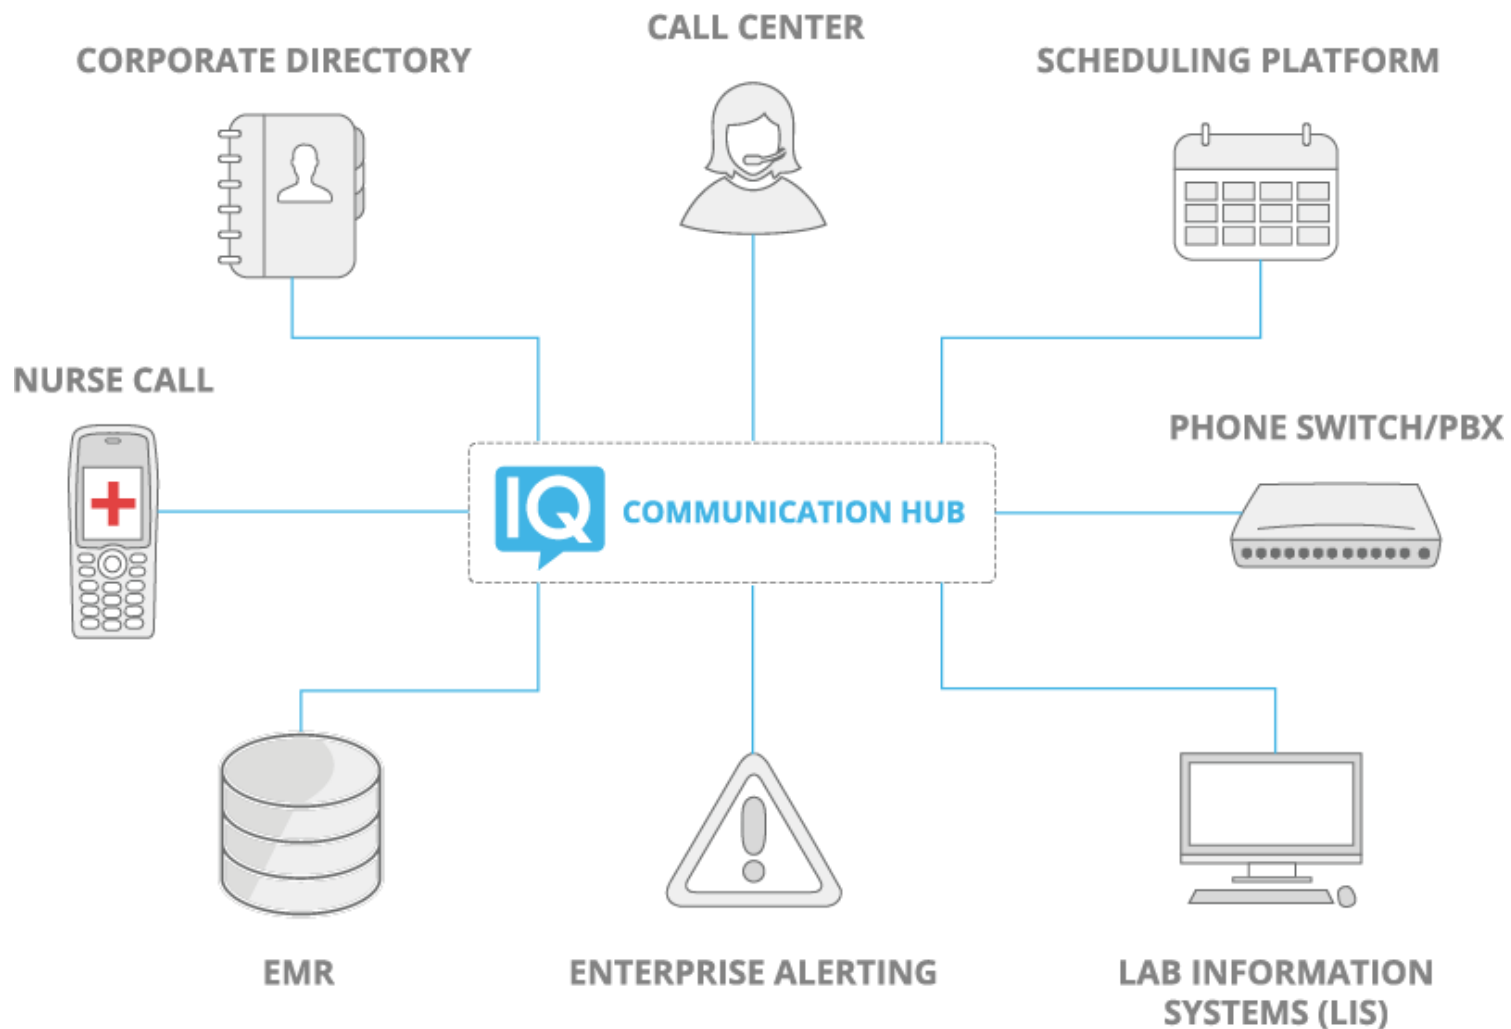 CALL CENTER
CORPORATE DIRECTORY
SCHEDULING PLATFORM
NURSE CALL
PHONE SWITCH/PBX
IQ COMMUNICATION HUB
EMR
ENTERPRISE ALERTING
LAB INFORMATION
SYSTEMS (LIS)